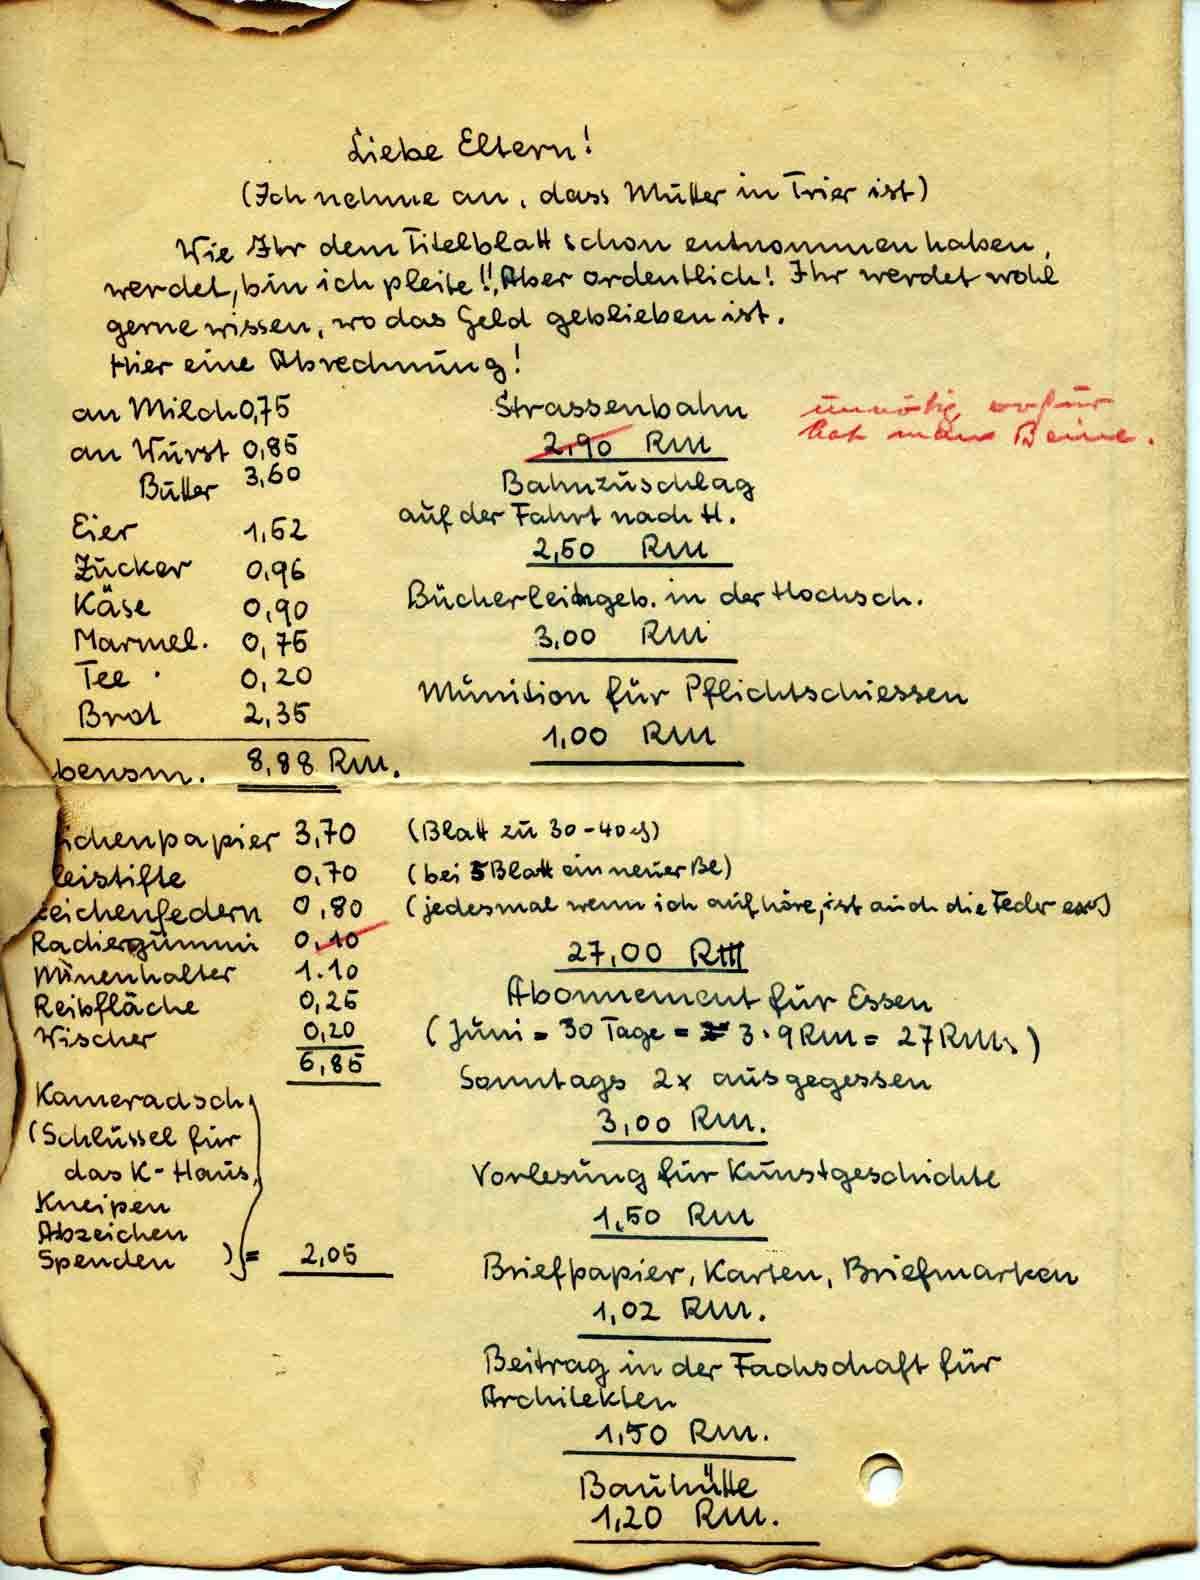 Liebe Eltern!
(Ich nehme an, dass Mutter in Trier ist)
Wie Ihr dem Titelblatt schon entnommen haben
werdet, bin ich pleite!! Aber ordentlich! Ihr werdet wohl
gerne wissen, wo das Geld geblieben ist.
Hier eine Abrechnung!
an Milch 0,75
an Wurst 0,85
Butter 3,60
Eier 1,52
Zucker 0,96
Käse 0,90
Marmel. 0,75
Tee 0,20
Brot 2,35
bensm. 8,88 RM.
Strassenbahn
2,90 RM
unnötig wofür
hat man Beine.
Bahnzuschlag
auf der Fahrt nach H.
2,50 RM
Bücherleihgeb. in der Hochsch.
3,00 RM
Munition für Pflichtschiessen
1,00 RM
ichenpapier 3,70 (Blatt zu 30-40 )
leistifte 0,70 (bei 5 Blatt ein neuer Bl)
eichenfedern 0,80 (jedesmal wenn ich aufhöre, ist auch die Feder )
Radiergummi 0,10
Minenhalter 1.10
Reibfläche 0,25
Wischer 0,20
6,85
Kameradsch
(Schlüssel für
das K-Haus,
Kneipen
Abzeichen
Spenden ) = 2,05
27,00 RM
Abonnement für Essen
(Juni = 30 Tage = 3·9 RM = 27 RM.)
Sonntags 2x ausgegessen
3,00 RM.
Vorlesung für Kunstgeschichte
1,50 RM
Briefpapier, Karten, Briefmarken
1,02 RM.
Beitrag in der Fachschaft für
Architekten
1,50 RM.
Bauhütte
1,20 RM.